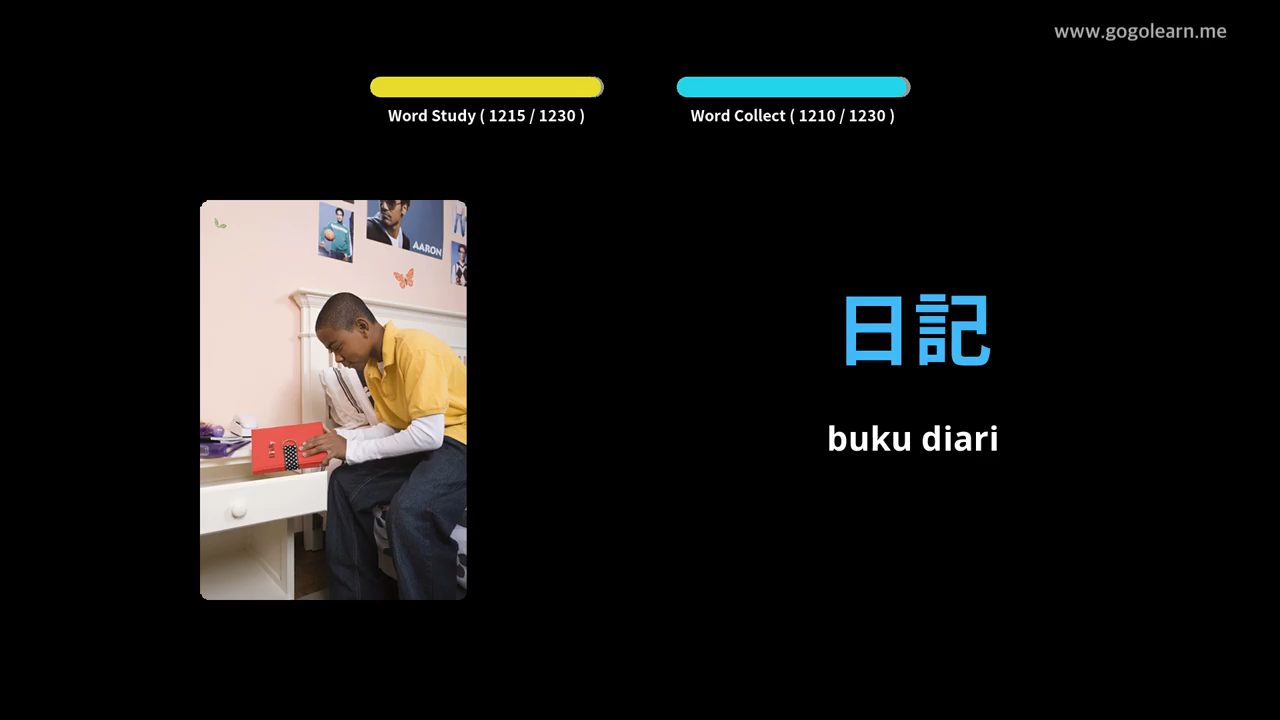 www.gogolearn.me
Word Study ( 1215 / 1230 )
Word Collect ( 1210 / 1230 )
AARON
日記
buku diari